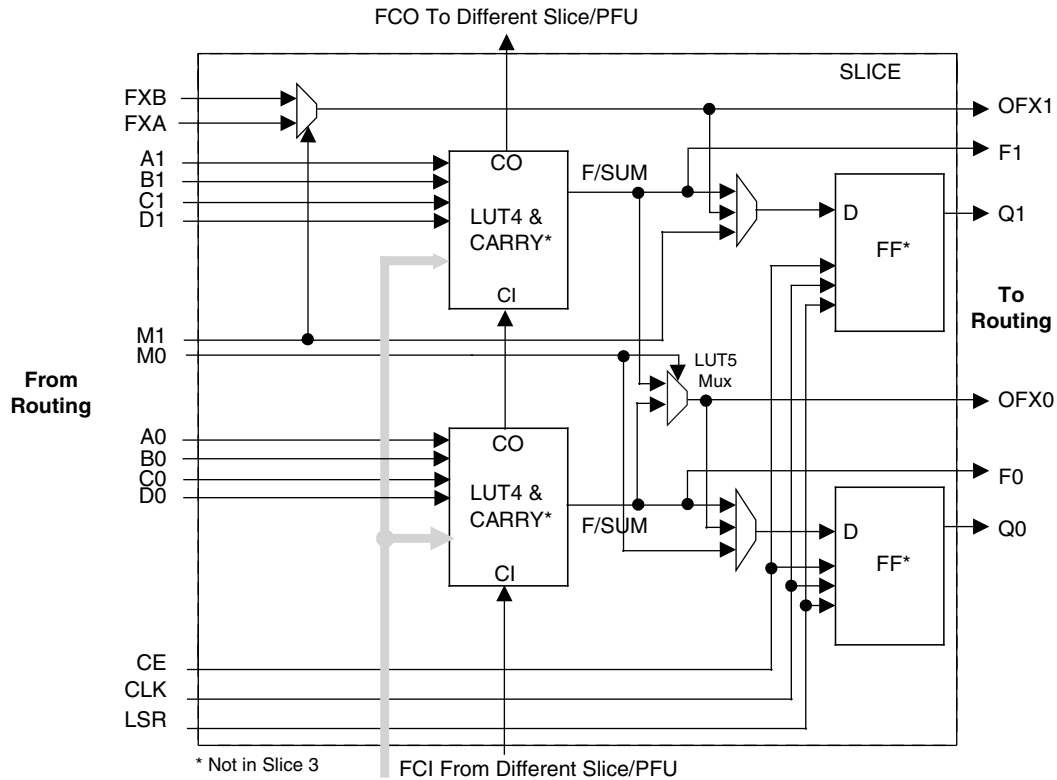 FCO To Different Slice/PFU
SLICE
FXB
FXA
OFX1
F1
A1
B1
C1
D1
CO
LUT4 &
CARRY*
CI
F/SUM
D
FF*
Q1
To
Routing
M1
M0
LUT5
Mux
From
Routing
OFX0
A0
B0
C0
D0
CO
LUT4 &
CARRY*
CI
F/SUM
F0
D
FF*
Q0
CE
CLK
LSR
* Not in Slice 3
FCI From Different Slice/PFU